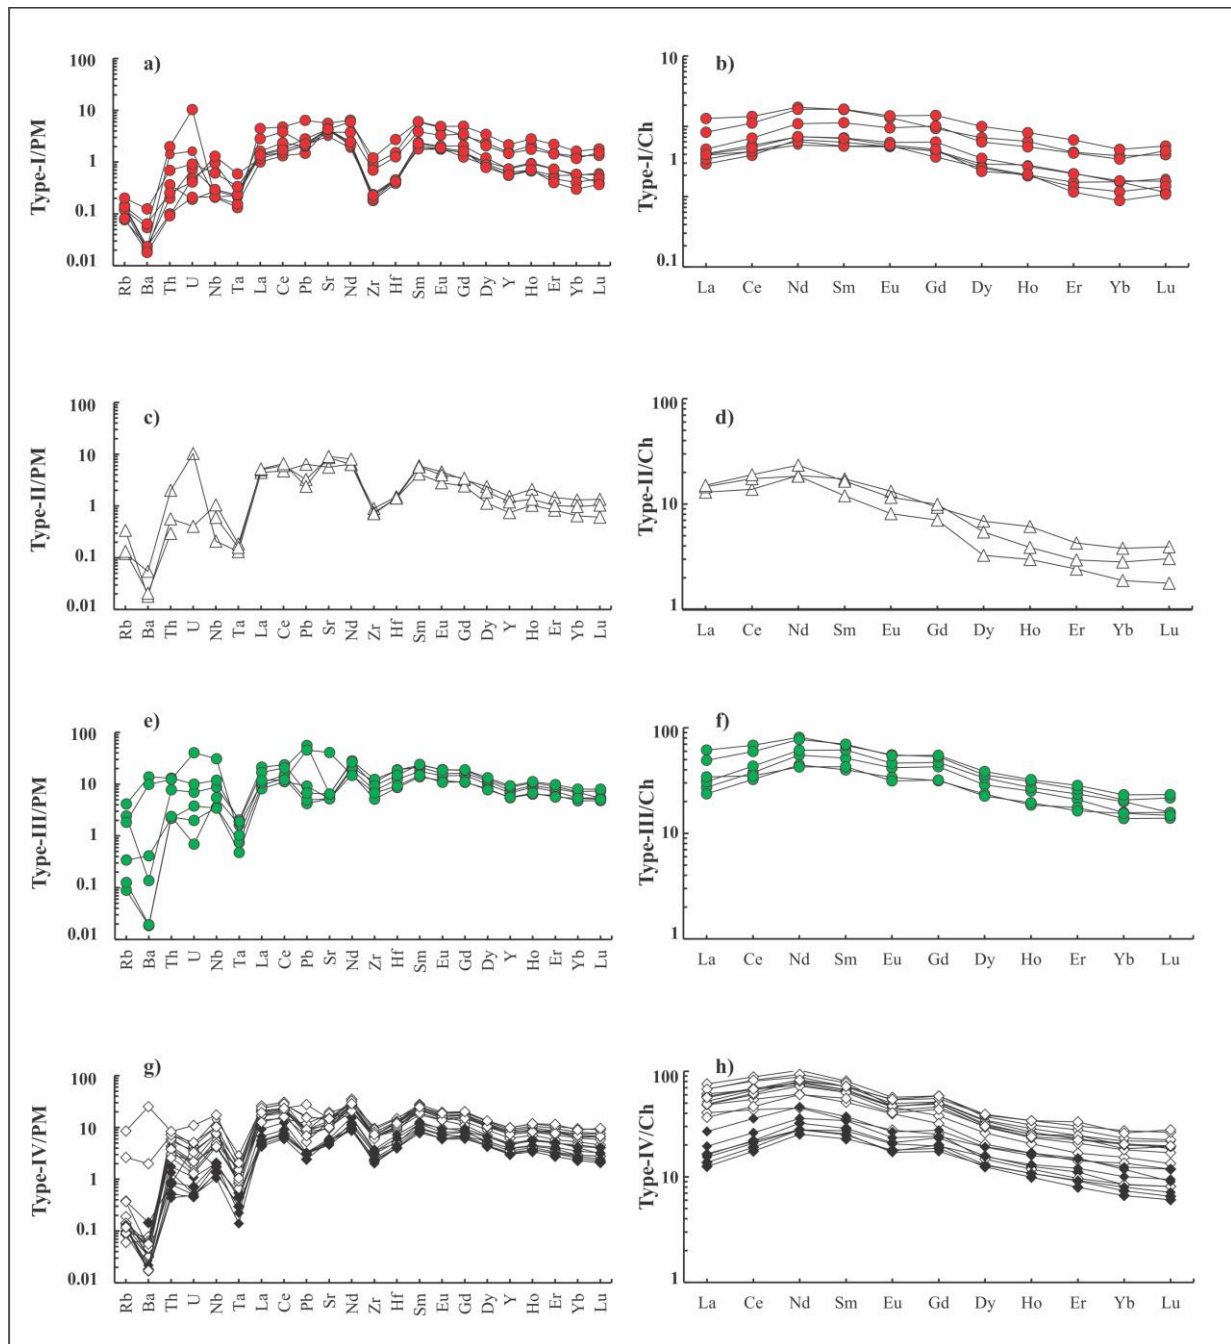 a)
Type-I/PM
100
10
1
0.1
0.01
Rb Ba Th U Nb Ta La Ce Pb Sr Nd Zr Hf Sm Eu Gd Dy Y Ho Er Yb Lu
b)
Type-I/Ch
10
1
0.1
La Ce Nd Sm Eu Gd Dy Ho Er Yb Lu
c)
Type-II/PM
100
10
1
0.1
0.01
Rb Ba Th U Nb Ta La Ce Pb Sr Nd Zr Hf Sm Eu Gd Dy Y Ho Er Yb Lu
d)
Type-II/Ch
100
10
1
La Ce Nd Sm Eu Gd Dy Ho Er Yb Lu
e)
Type-III/PM
100
10
1
0.1
0.01
Rb Ba Th U Nb Ta La Ce Pb Sr Nd Zr Hf Sm Eu Gd Dy Y Ho Er Yb Lu
f)
Type-III/Ch
100
10
1
La Ce Nd Sm Eu Gd Dy Ho Er Yb Lu
g)
Type-IV/PM
100
10
1
0.1
0.01
Rb Ba Th U Nb Ta La Ce Pb Sr Nd Zr Hf Sm Eu Gd Dy Y Ho Er Yb Lu
h)
Type-IV/Ch
100
10
1
La Ce Nd Sm Eu Gd Dy Ho Er Yb Lu